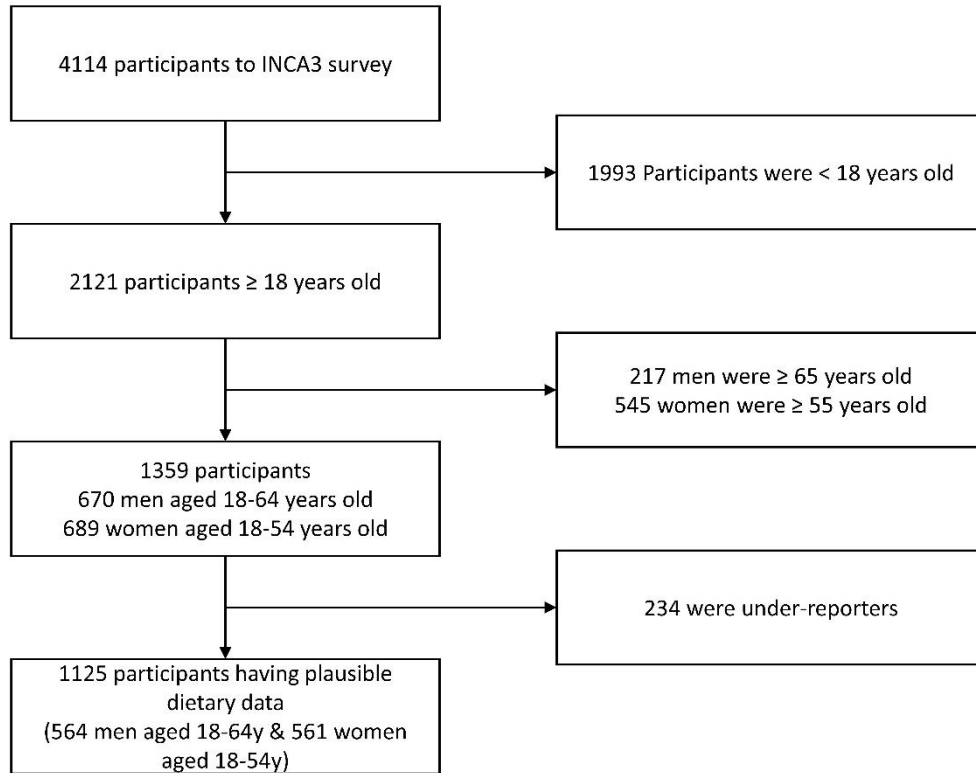 4114 participants to INCA3 survey
1993 Participants were < 18 years old
2121 participants ≥ 18 years old
217 men were ≥ 65 years old
545 women were ≥ 55 years old
1359 participants
670 men aged 18-64 years old
689 women aged 18-54 years old
234 were under-reporters
1125 participants having plausible
dietary data
(564 men aged 18-64y & 561 women
aged 18-54y)